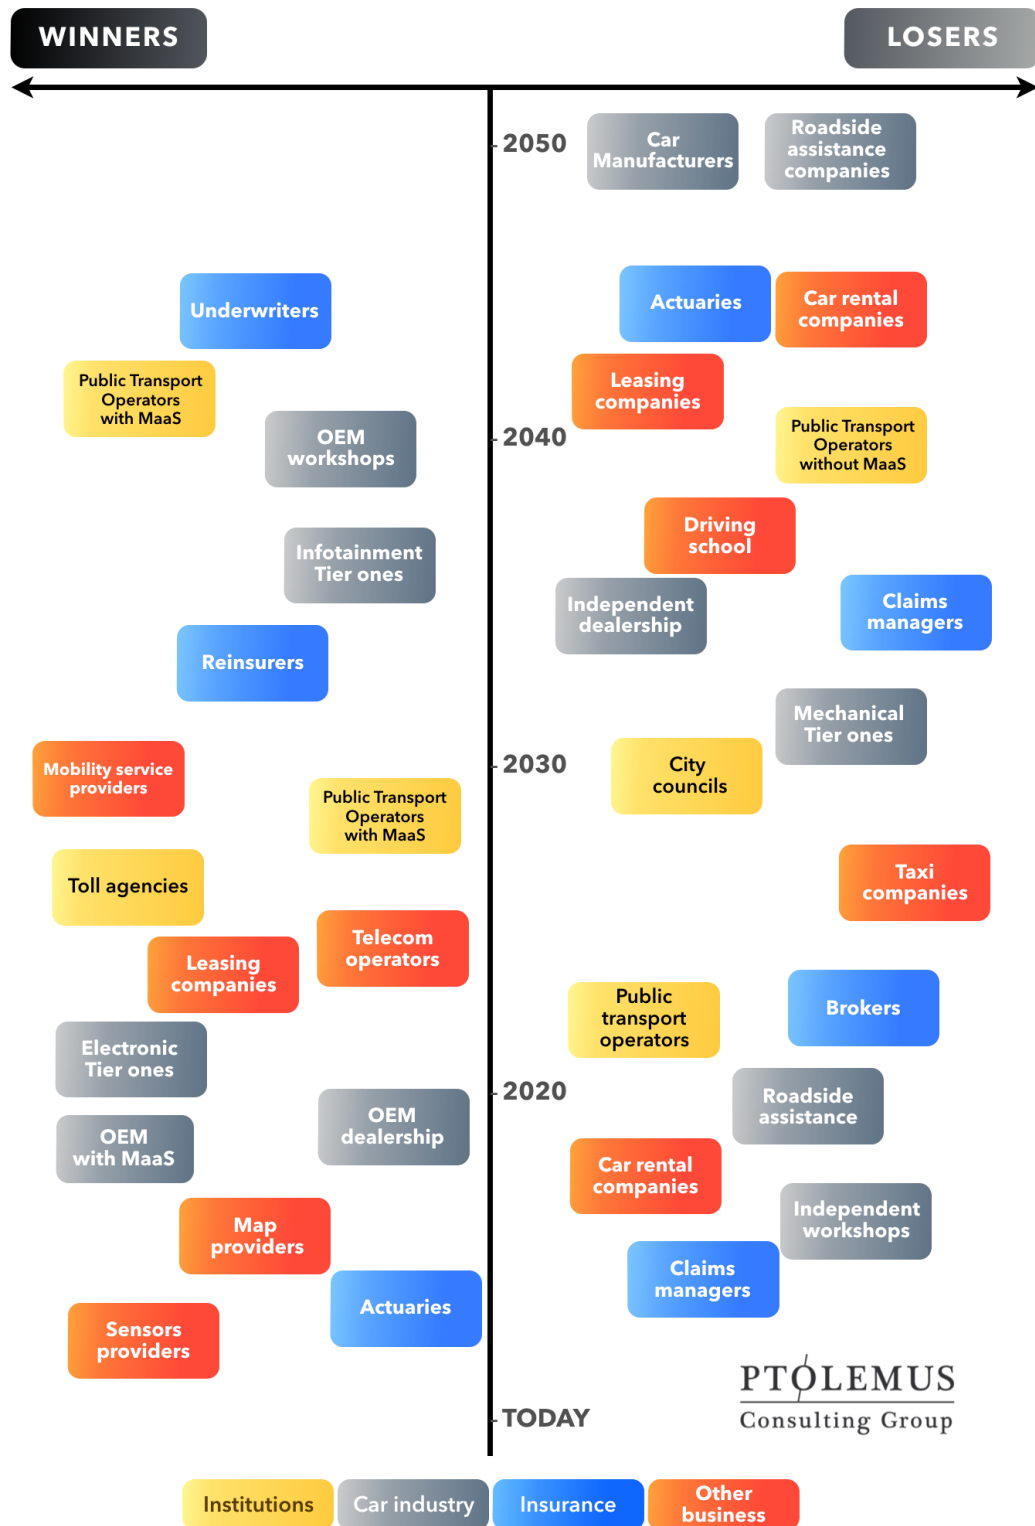 WINNERS
LOSERS
2050
Car
Manufacturers
Roadside
assistance
companies
Underwriters
Actuaries
Car rental
companies
Public Transport
Operators
with MaaS
Leasing
companies
OEM
workshops
2040
Public Transport
Operators
without MaaS
Infotainment
Tier ones
Driving
school
Independent
dealership
Claims
managers
Reinsurers
Mechanical
Tier ones
Mobility service
providers
2030
City
councils
Public Transport
Operators
with MaaS
Toll agencies
Taxi
companies
Telecom
operators
Leasing
companies
Public
transport
operators
Brokers
Electronic
Tier ones
2020
Roadside
assistance
OEM
dealership
OEM
with MaaS
Car rental
companies
Independent
workshops
Map
providers
Claims
managers
Actuaries
Sensors
providers
PTOLEMUS
Consulting Group
TODAY
Institutions
Car industry
Insurance
Other
business